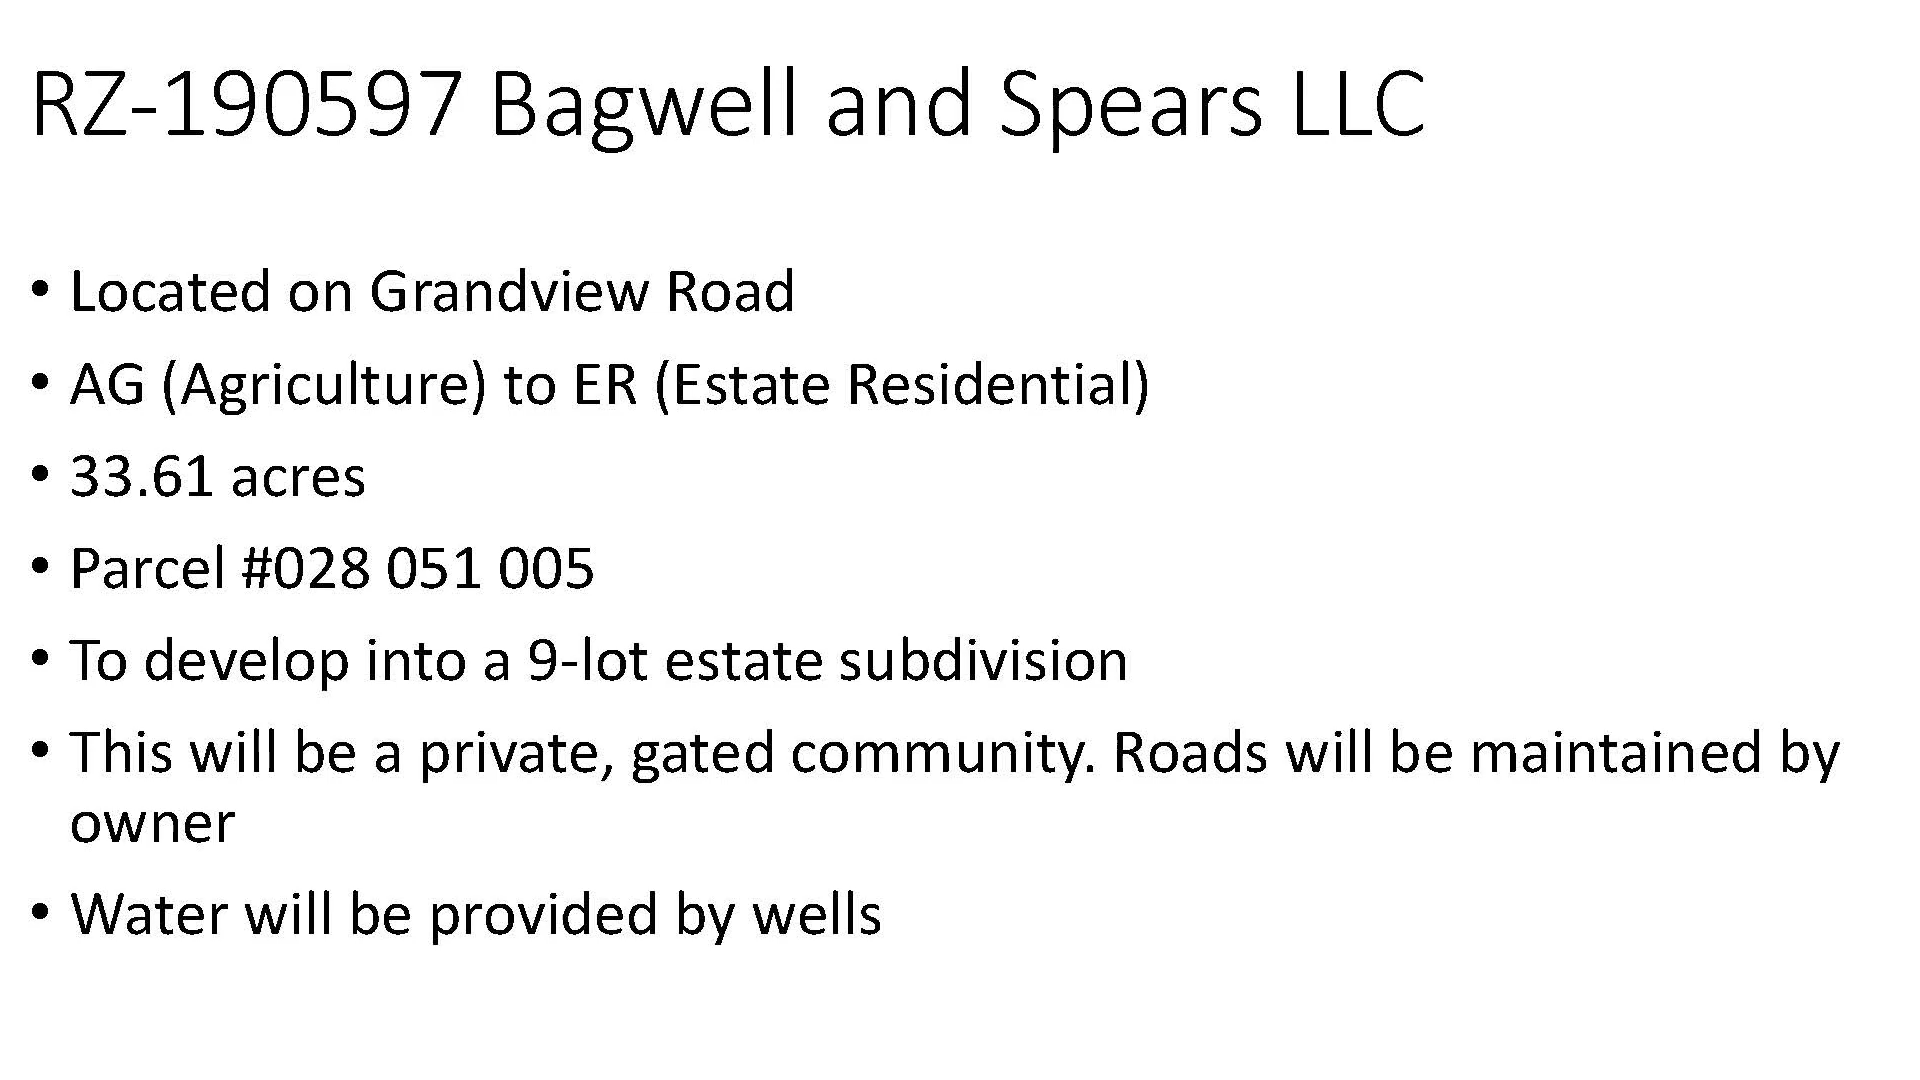 RZ-190597 Bagwell and Spears LLC
• Located on Grandview Road
• AG (Agriculture) to ER (Estate Residential)
• 33.61 acres
• Parcel #028 051 005
• To develop into a 9-lot estate subdivision
• This will be a private, gated community. Roads will be maintained by
owner
• Water will be provided by wells